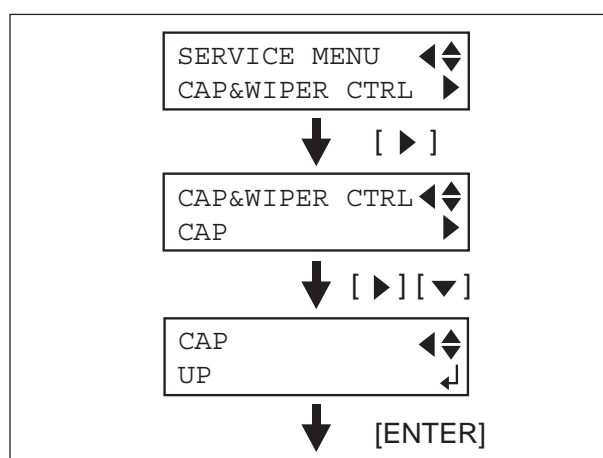 SERVICE MENU ◀▲▼
CAP&WIPER CTRL ▶
[ ▶ ]
CAP&WIPER CTRL ◀▲▼
CAP ▶
[ ▶ ] [ ▼ ]
CAP ◀▲▼
UP ↵
[ENTER]